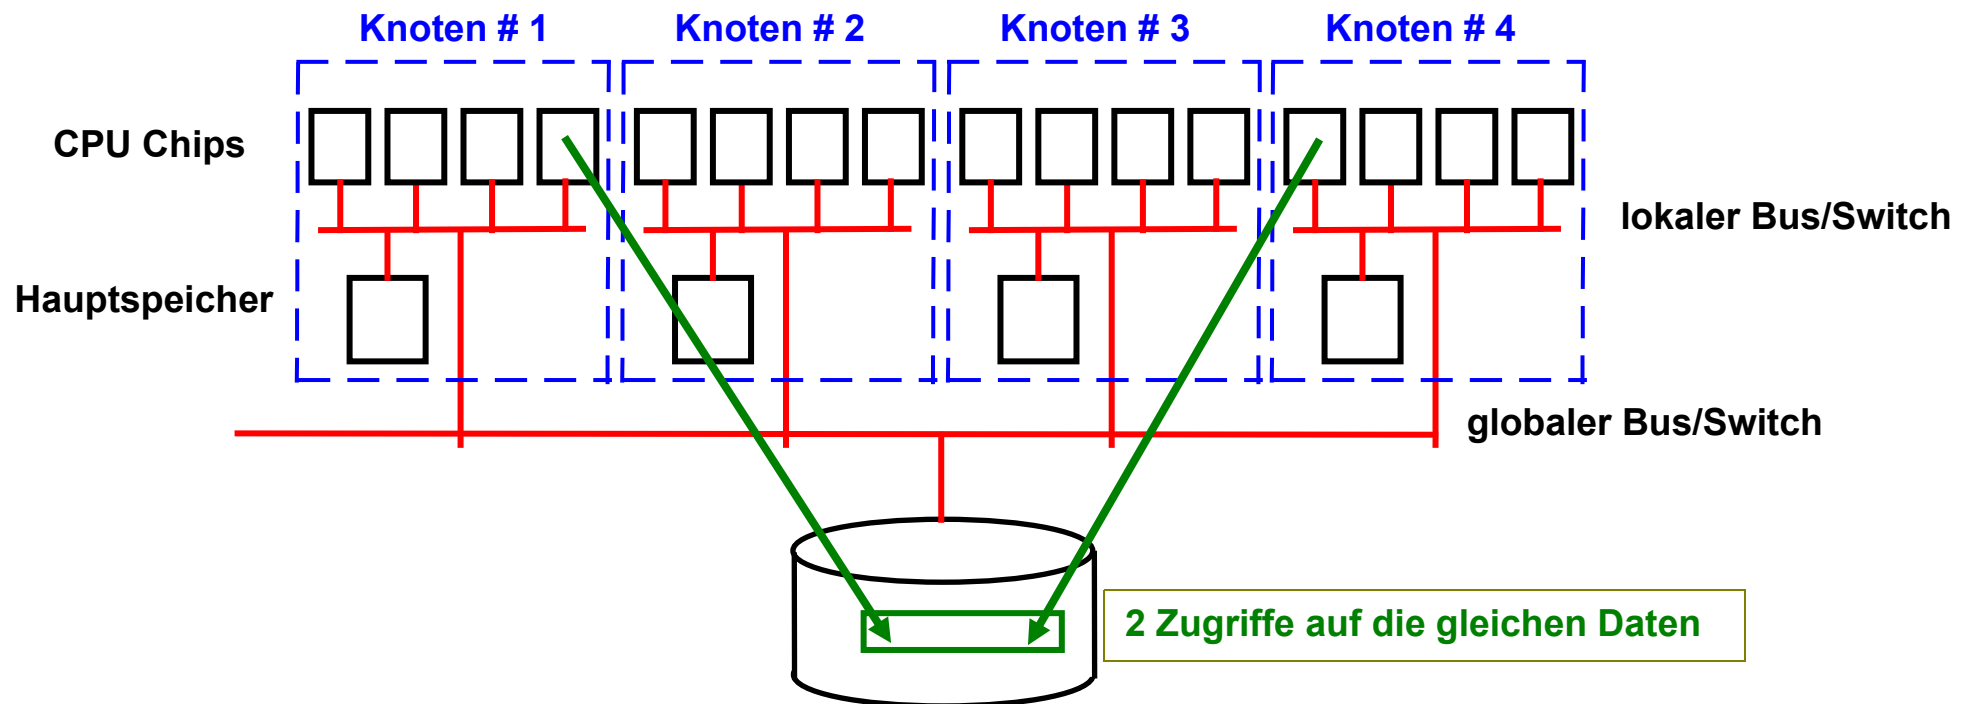 Knoten # 1
Knoten # 2
Knoten # 3
Knoten # 4
CPU Chips
lokaler Bus/Switch
Hauptspeicher
globaler Bus/Switch
2 Zugriffe auf die gleichen Daten